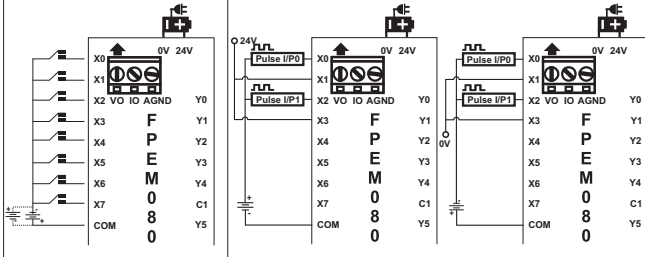 0V 24V
X0
X1
X2 VO IO AGND Y0
X3 F Y1
X4 P Y2
X5 E Y3
X6 M Y4
X7 0 C1
COM 8 Y5
0
24V
0V 24V
Pulse I/P0 X0
X1
Pulse I/P1 X2 VO IO AGND Y0
X3 F Y1
X4 P Y2
X5 E Y3
X6 M Y4
X7 0 C1
COM 8 Y5
0
0V 24V
Pulse I/P0 X0
X1
Pulse I/P1 X2 VO IO AGND Y0
X3 F Y1
0V
X4 P Y2
X5 E Y3
X6 M Y4
X7 0 C1
COM 8 Y5
0